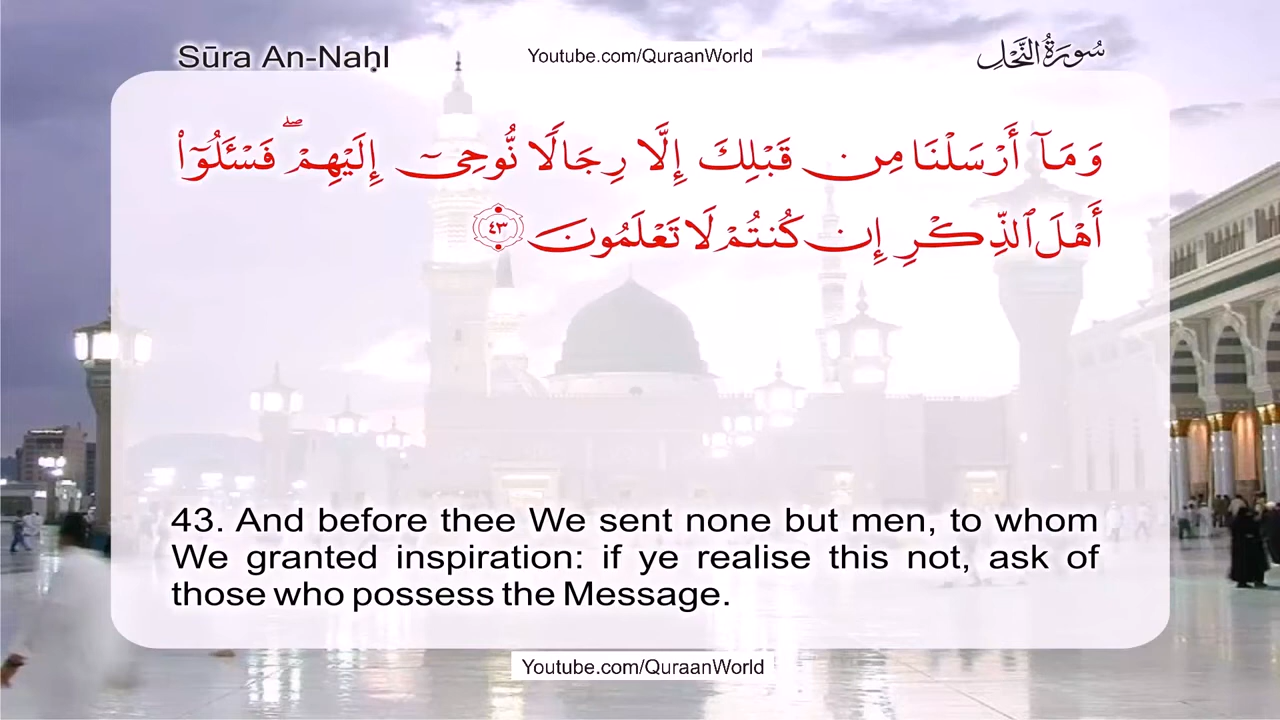 Sūra An-Naḥl
Youtube.com/QuraanWorld
سُورَةُ النَّحْلِ
وَمَآ أَرْسَلْنَا مِن قَبْلِكَ إِلَّا رِجَالًا نُّوحِىٓ إِلَيْهِمْ ۖ فَسْـَٔلُوٓا۟
أَهْلَ ٱلذِّكْرِ إِن كُنتُمْ لَا تَعْلَمُونَ ٤٣
43. And before thee We sent none but men, to whom
We granted inspiration: if ye realise this not, ask of
those who possess the Message.
Youtube.com/QuraanWorld